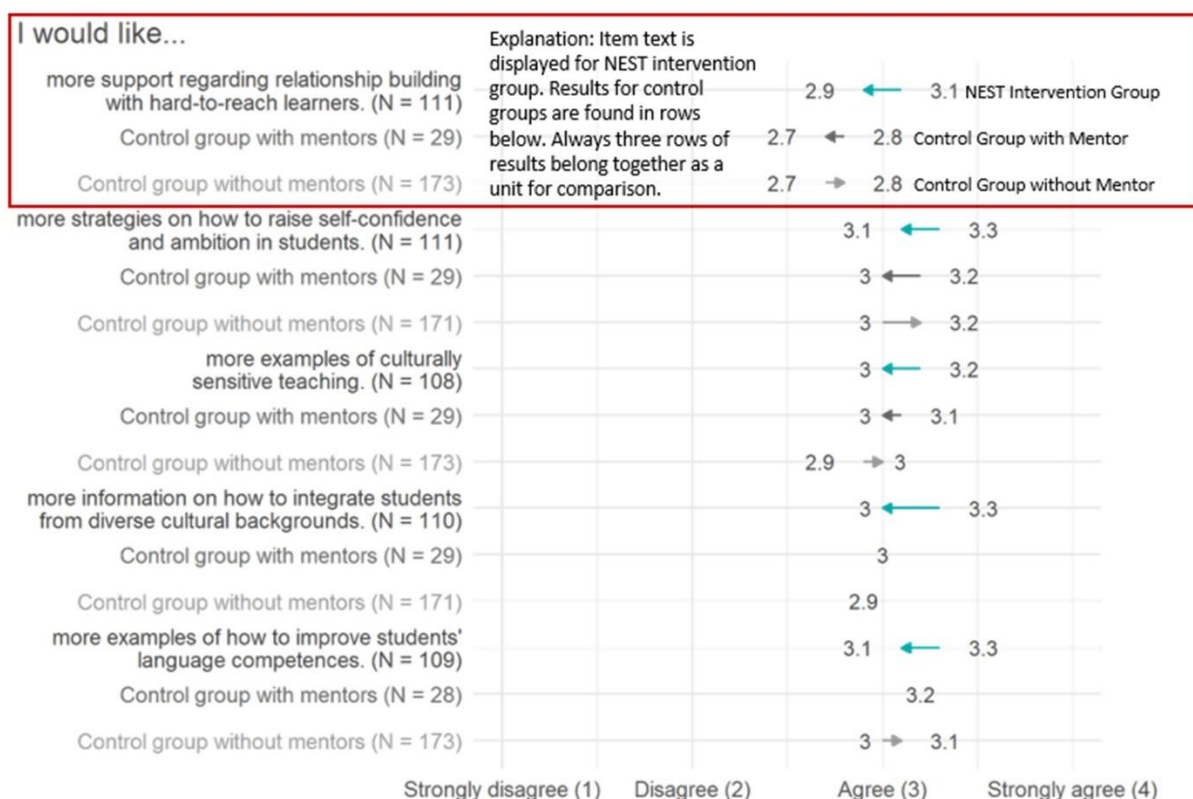 I would like...
Explanation: Item text is
displayed for NEST intervention
group. Results for control
groups are found in rows
below. Always three rows of
results belong together as a
unit for comparison.
more support regarding relationship building
with hard-to-reach learners. (N = 111)
2.9 3.1 NEST Intervention Group
Control group with mentors (N = 29)
2.7 2.8 Control Group with Mentor
Control group without mentors (N = 173)
2.7 2.8 Control Group without Mentor
more strategies on how to raise self-confidence
and ambition in students. (N = 111)
3.1 3.3
Control group with mentors (N = 29)
3 3.2
Control group without mentors (N = 171)
3 3.2
more examples of culturally
sensitive teaching. (N = 108)
3 3.2
Control group with mentors (N = 29)
3 3.1
Control group without mentors (N = 173)
2.9 3
more information on how to integrate students
from diverse cultural backgrounds. (N = 110)
3 3.3
Control group with mentors (N = 29)
3
Control group without mentors (N = 171)
2.9
more examples of how to improve students'
language competences. (N = 109)
3.1 3.3
Control group with mentors (N = 28)
3.2
Control group without mentors (N = 173)
3 3.1
Strongly disagree (1) Disagree (2) Agree (3) Strongly agree (4)